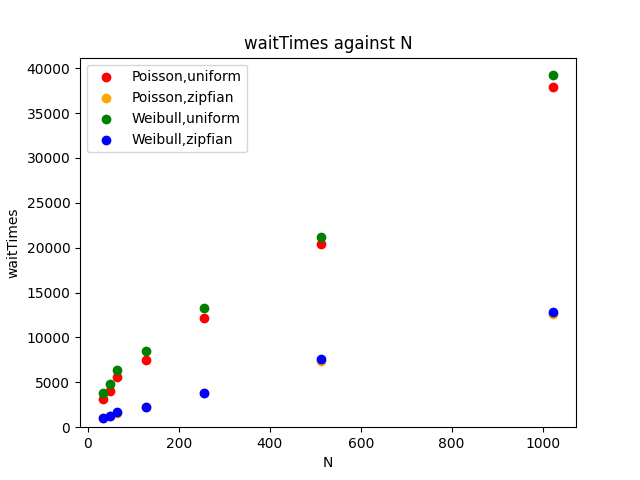 waitTimes against N
Poisson,uniform
Poisson,zipfian
Weibull,uniform
Weibull,zipfian
waitTimes
40000
35000
30000
25000
20000
15000
10000
5000
0
0 200 400 600 800 1000
N